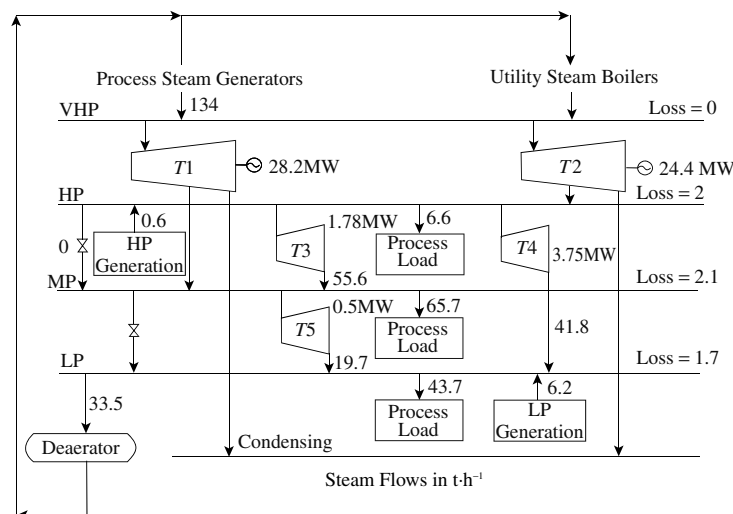 Process Steam Generators
Utility Steam Boilers
134
VHP
Loss = 0
T1
28.2MW
T2
24.4 MW
HP
Loss = 2
0.6
1.78MW
6.6
0
HP
Generation
T3
Process
Load
T4
3.75MW
55.6
MP
Loss = 2.1
0.5MW
65.7
T5
Process
Load
41.8
19.7
LP
Loss = 1.7
33.5
43.7
6.2
Process
Load
LP
Generation
Deaerator
Condensing
Steam Flows in t·h⁻¹